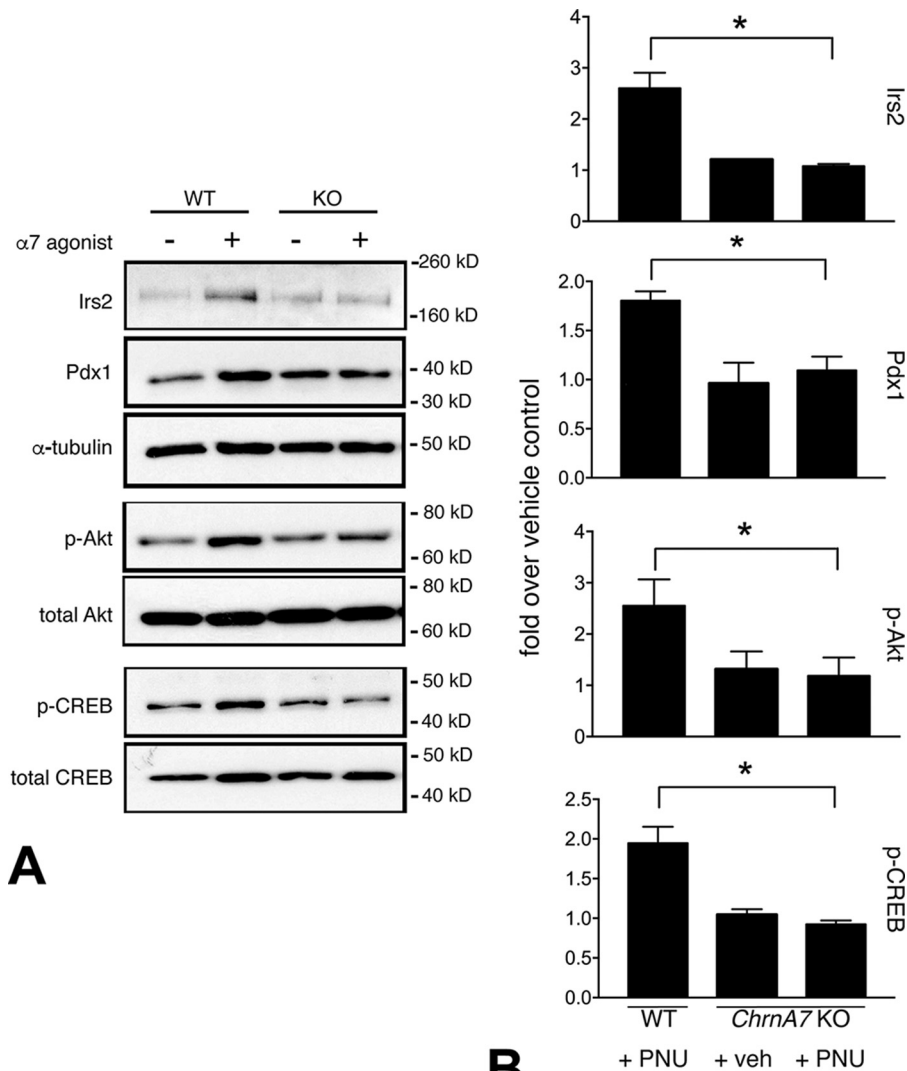 WT KO
α7 agonist - + - +
Irs2
-260 kD
-160 kD
Pdx1
-40 kD
-30 kD
α-tubulin
-50 kD
p-Akt
-80 kD
-60 kD
total Akt
-80 kD
-60 kD
p-CREB
-50 kD
-40 kD
total CREB
-50 kD
-40 kD
A
fold over vehicle control
4
3
2
1
0
*
Irs2
2.0
1.5
1.0
0.5
0.0
*
Pdx1
4
3
2
1
0
*
p-Akt
2.5
2.0
1.5
1.0
0.5
0.0
*
p-CREB
WT ChrnA7 KO
+ PNU + veh + PNU
B